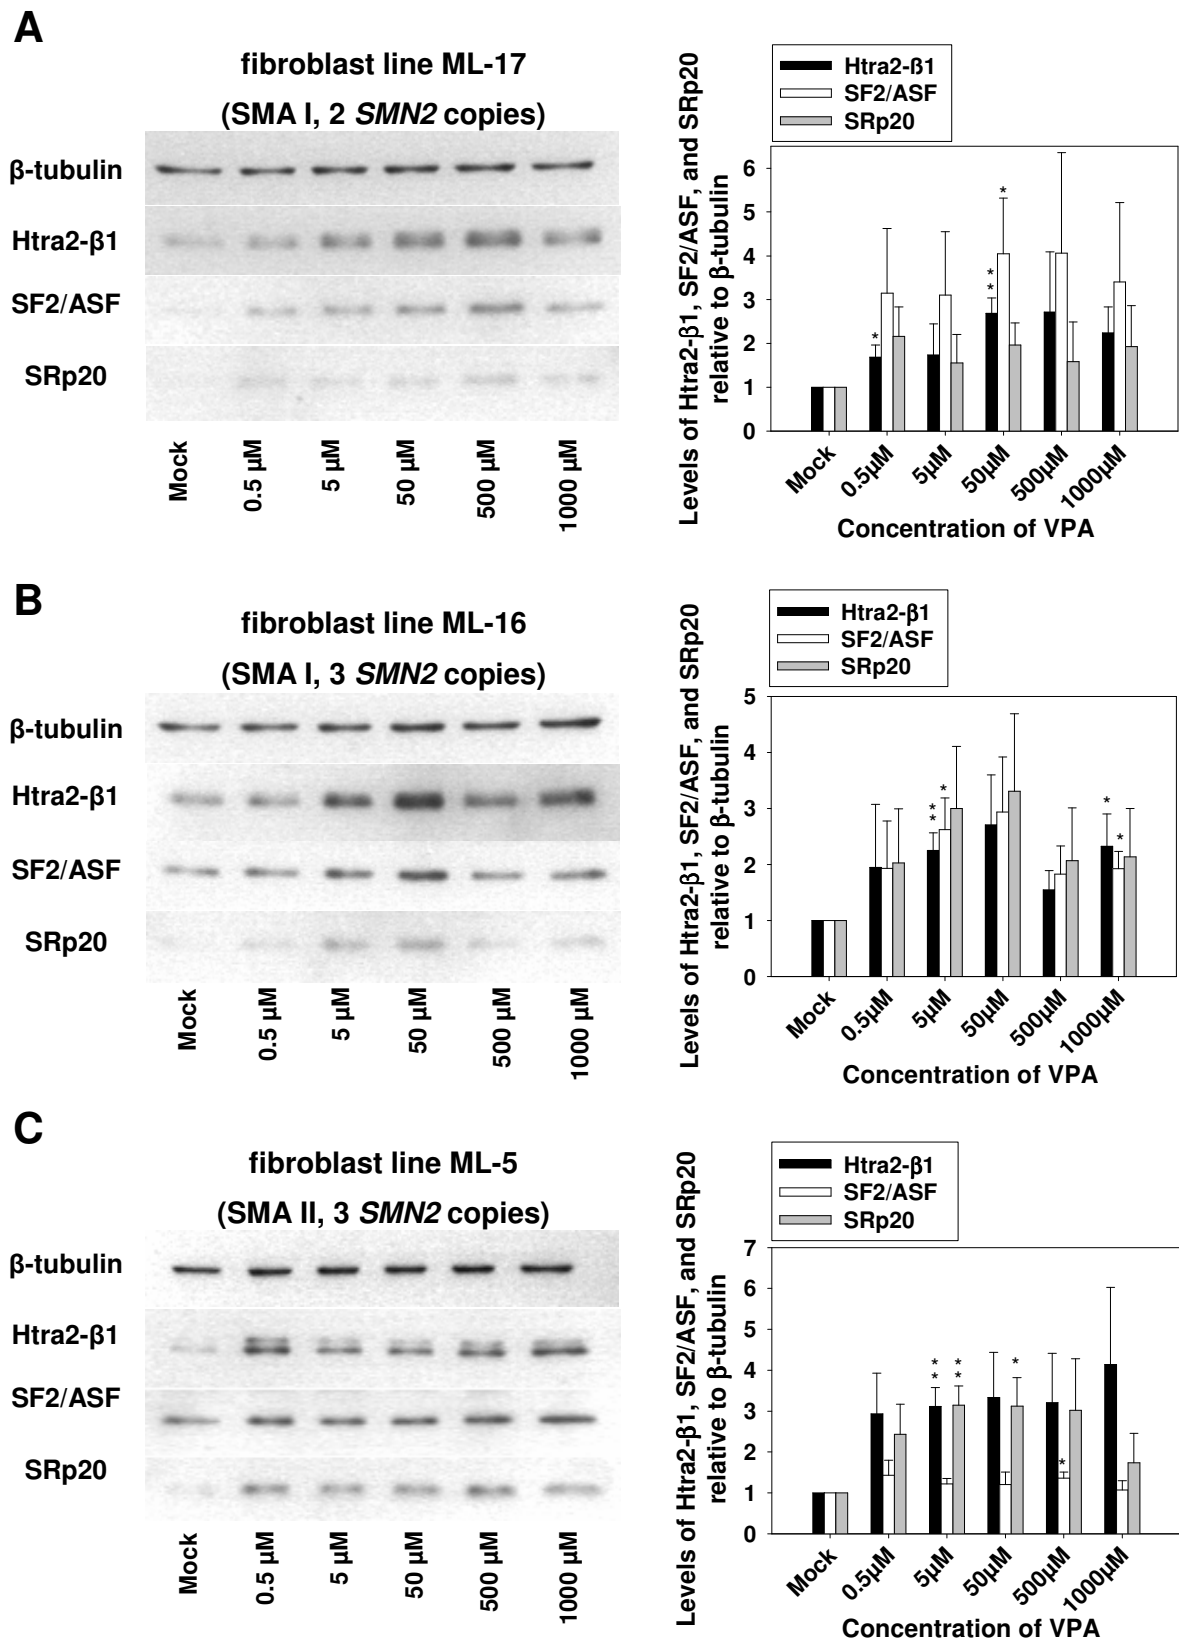 A
fibroblast line ML-17
(SMA I, 2 SMN2 copies)
β-tubulin
Htra2-β1
SF2/ASF
SRp20
Mock
0.5 µM
5 µM
50 µM
500 µM
1000 µM
Htra2-ß1
SF2/ASF
SRp20
Levels of Htra2-β1, SF2/ASF, and SRp20
relative to β-tubulin
6
5
4
3
2
1
0
*
*
*
*
Mock
0.5µM
5µM
50µM
500µM
1000µM
Concentration of VPA
B
fibroblast line ML-16
(SMA I, 3 SMN2 copies)
β-tubulin
Htra2-β1
SF2/ASF
SRp20
Mock
0.5 µM
5 µM
50 µM
500 µM
1000 µM
Htra2-β1
SF2/ASF
SRp20
Levels of Htra2-β1, SF2/ASF, and SRp20
relative to β-tubulin
5
4
3
2
1
0
*
*
*
*
*
Mock
0.5µM
5µM
50µM
500µM
1000µM
Concentration of VPA
C
fibroblast line ML-5
(SMA II, 3 SMN2 copies)
β-tubulin
Htra2-β1
SF2/ASF
SRp20
Mock
0.5 µM
5 µM
50 µM
500 µM
1000 µM
Htra2-β1
SF2/ASF
SRp20
Levels of Htra2-β1, SF2/ASF, and SRp20
relative to β-tubulin
7
6
5
4
3
2
1
0
*
*
*
*
*
*
Mock
0.5µM
5µM
50µM
500µM
1000µM
Concentration of VPA